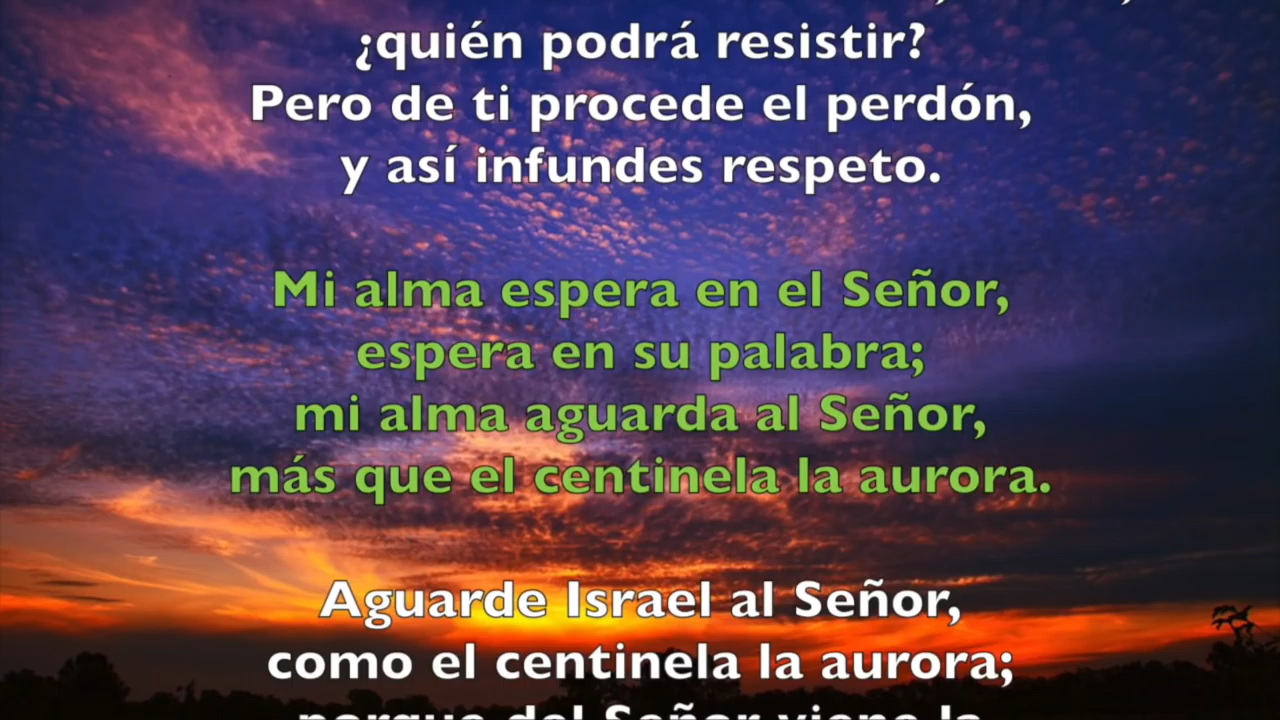 ¿quién podrá resistir?
Pero de ti procede el perdón,
y así infundes respeto.
Mi alma espera en el Señor,
espera en su palabra;
mi alma aguarda al Señor,
más que el centinela la aurora.
Aguarde Israel al Señor,
como el centinela la aurora;
porque del Señor viene la